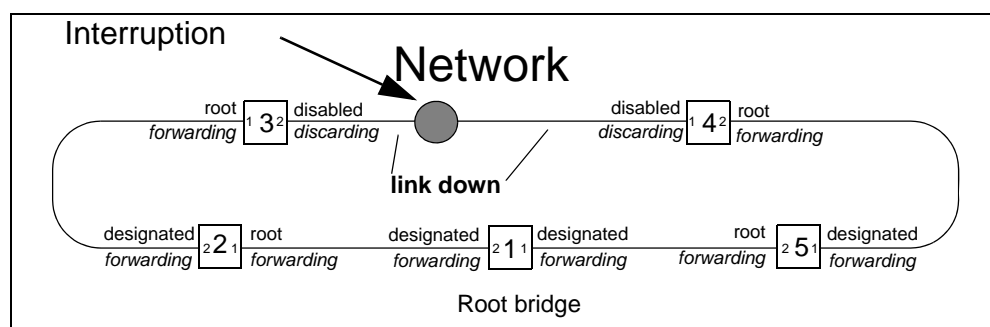 Interruption
Network
root
forwarding
1 3 2
disabled
discarding
disabled
discarding
1 4 2
root
forwarding
link down
designated
forwarding
2 2 1
root
forwarding
designated
forwarding
2 1 1
designated
forwarding
root
forwarding
2 5 1
designated
forwarding
Root bridge